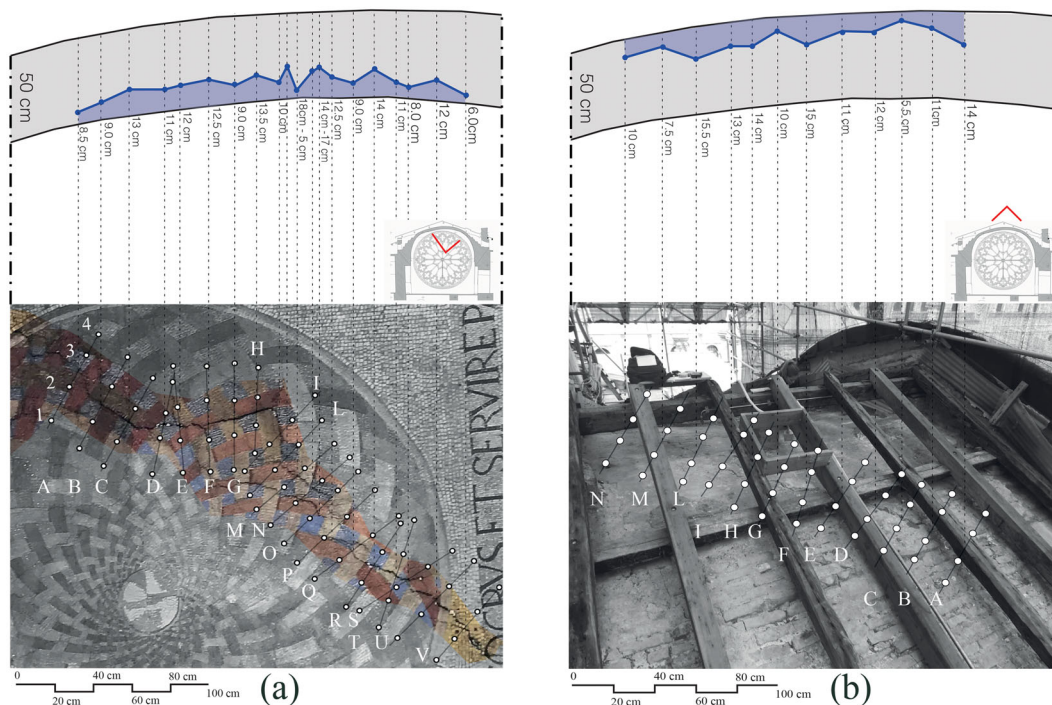 50 cm
8.5 cm
9.0 cm
13 cm
11 cm
12 cm
12.5 cm
9.0 cm
13.5 cm
10 cm
18 cm - 5 cm
14 cm -17 cm
12.5 cm
9.0 cm
14 cm
11 cm
8.0 cm
12 cm
6.0cm
4
3
2
1
H
I
L
A
B
C
D
E
F
G
M
N
O
P
Q
R
S
T
U
V
OCRVSET SERVIREP
0
40 cm
80 cm
20 cm
60 cm
100 cm
(a)
50 cm
10 cm
7.5 cm
15.5 cm
13 cm
14 cm
10 cm
15 cm
11 cm
12 cm
5.5 cm
11 cm
14 cm
N
M
L
I
H
G
F
E
D
C
B
A
0
40 cm
80 cm
20 cm
60 cm
100 cm
(b)